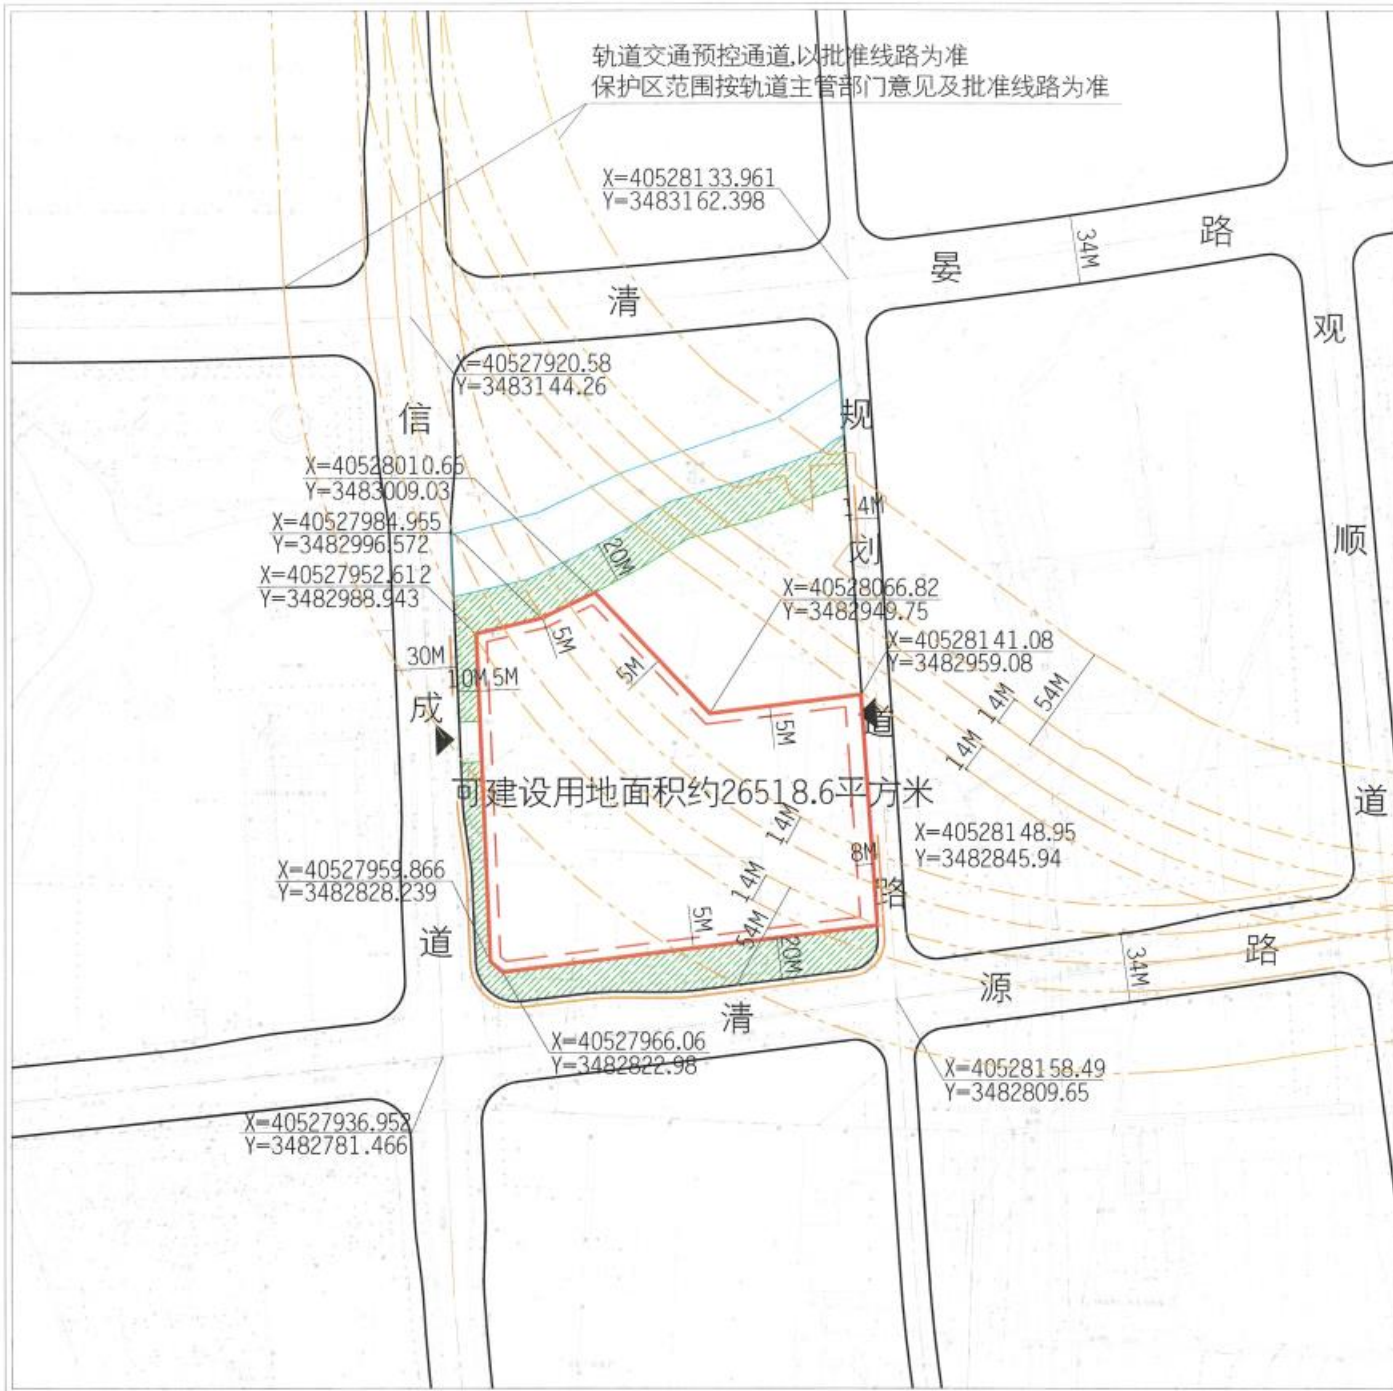 轨道交通预控通道,以批准线路为准
保护区范围按轨道主管部门意见及批准线路为准
X=40528133.961
Y=3483162.398
路
34M
晏
清
观
X=40527920.58
Y=3483144.26
信
规
X=40528010.66
Y=3483009.03
14M
X=40527984.955
Y=3482996.572
划
顺
20M
X=40527952.612
Y=3482988.943
X=40528066.82
Y=3482949.75
5M
X=40528141.08
Y=3482959.08
30M
5M
10M
5M
14M
54M
成
道
5M
14M
可建设用地面积约26518.6平方米
道
14M
X=40528148.95
Y=3482845.94
8M
X=40527959.866
Y=3482828.239
14M
路
5M
54M
道
20M
路
34M
源
清
X=40527966.06
Y=3482822.98
X=40528158.49
Y=3482809.65
X=40527936.952
Y=3482781.466